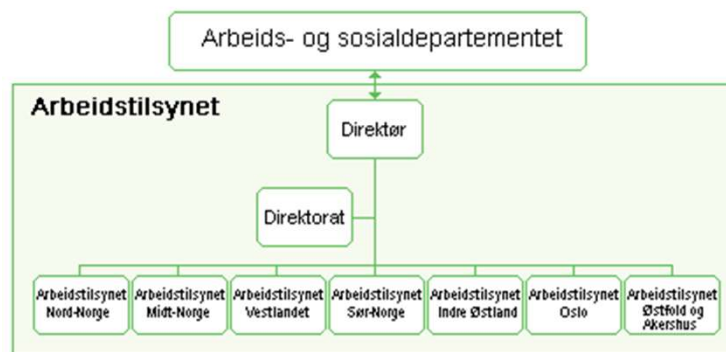 Arbeids- og sosialdepartementet
Arbeidstilsynet
Direktør
Direktorat
Arbeidstilsynet
Nord-Norge
Arbeidstilsynet
Midt-Norge
Arbeidstilsynet
Vestlandet
Arbeidstilsynet
Sør-Norge
Arbeidstilsynet
Indre Østland
Arbeidstilsynet
Oslo
Arbeidstilsynet
Østfold og
Akershus